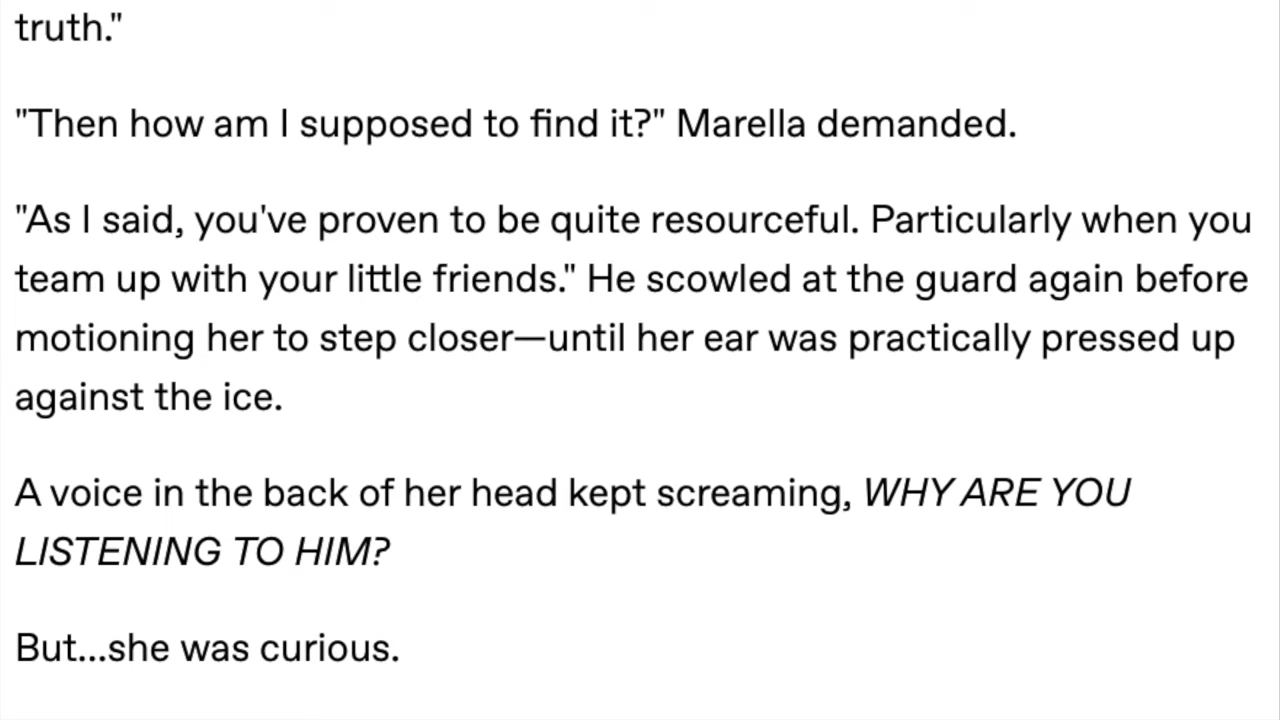 truth."
"Then how am I supposed to find it?" Marella demanded.
"As I said, you've proven to be quite resourceful. Particularly when you
team up with your little friends." He scowled at the guard again before
motioning her to step closer—until her ear was practically pressed up
against the ice.
A voice in the back of her head kept screaming, WHY ARE YOU
LISTENING TO HIM?
But...she was curious.